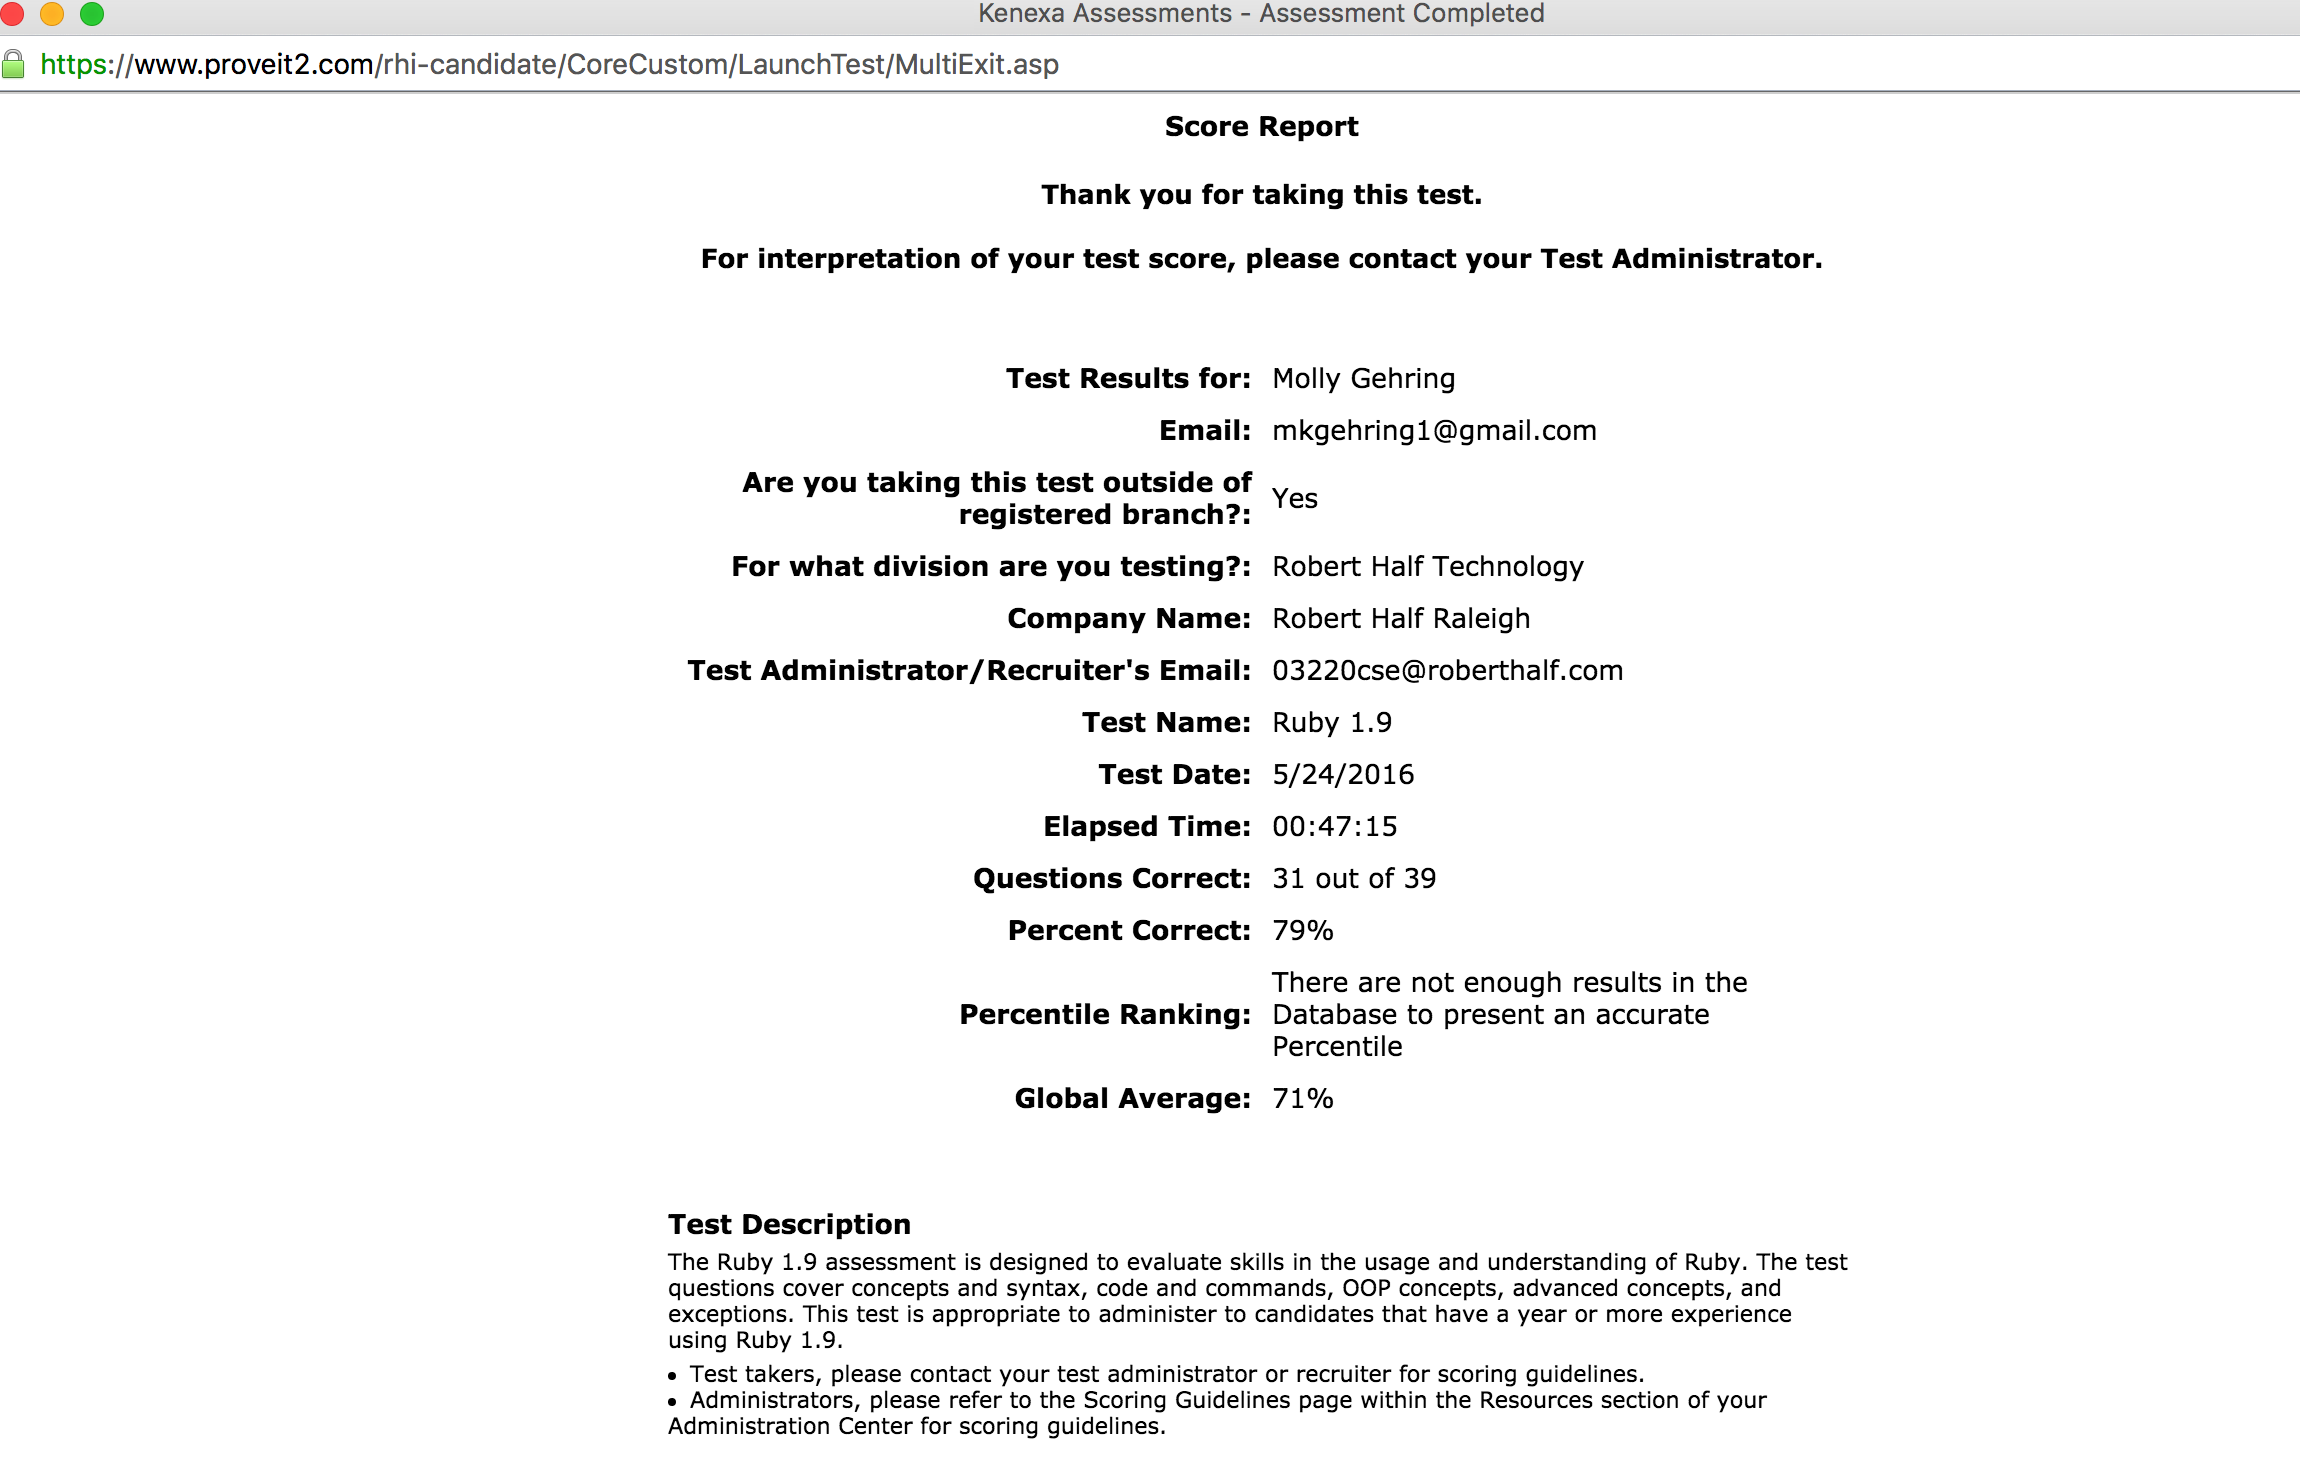 Kenexa Assessments - Assessment Completed
https://www.proveit2.com/rhi-candidate/CoreCustom/LaunchTest/MultiExit.asp
Score Report
Thank you for taking this test.
For interpretation of your test score, please contact your Test Administrator.
Test Results for: Molly Gehring
Email: mkgehring1@gmail.com
Are you taking this test outside of
registered branch?: Yes
For what division are you testing?: Robert Half Technology
Company Name: Robert Half Raleigh
Test Administrator/Recruiter's Email: 03220cse@roberthalf.com
Test Name: Ruby 1.9
Test Date: 5/24/2016
Elapsed Time: 00:47:15
Questions Correct: 31 out of 39
Percent Correct: 79%
There are not enough results in the
Percentile Ranking: Database to present an accurate
Percentile
Global Average: 71%
Test Description
The Ruby 1.9 assessment is designed to evaluate skills in the usage and understanding of Ruby. The test
questions cover concepts and syntax, code and commands, OOP concepts, advanced concepts, and
exceptions. This test is appropriate to administer to candidates that have a year or more experience
using Ruby 1.9.
• Test takers, please contact your test administrator or recruiter for scoring guidelines.
• Administrators, please refer to the Scoring Guidelines page within the Resources section of your
Administration Center for scoring guidelines.